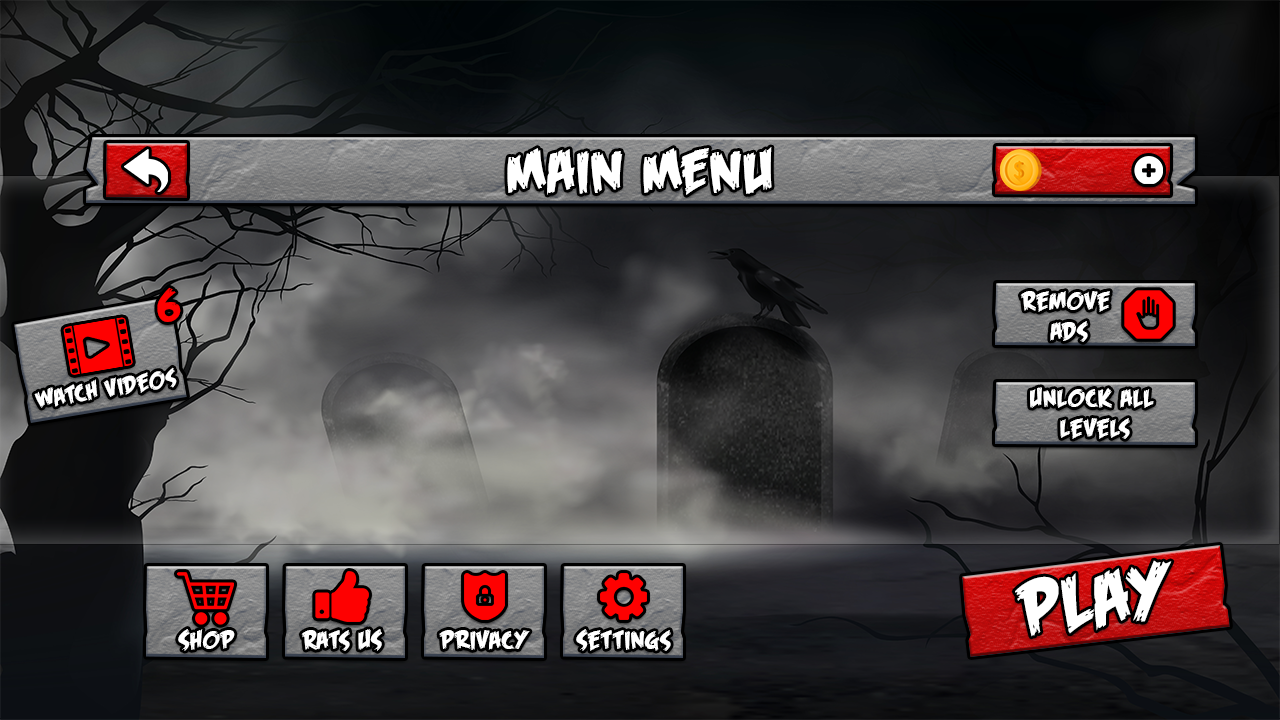 MAIN MENU
$
6
WATCH VIDEOS
REMOVE
ADS
UNLOCK ALL
LEVELS
SHOP
RATS US
PRIVACY
SETTINGS
PLAY